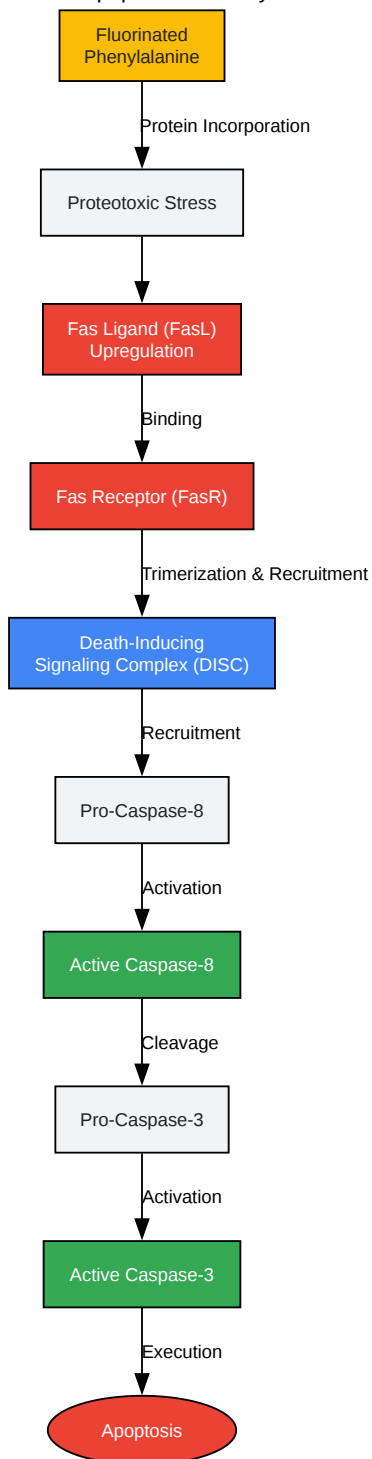 Fluorinated
Phenylalanine
Protein Incorporation
Proteotoxic Stress
Fas Ligand (FasL)
Upregulation
Binding
Fas Receptor (FasR)
Trimerization & Recruitment
Death-Inducing
Signaling Complex (DISC)
Recruitment
Pro-Caspase-8
Activation
Active Caspase-8
Cleavage
Pro-Caspase-3
Activation
Active Caspase-3
Execution
Apoptosis